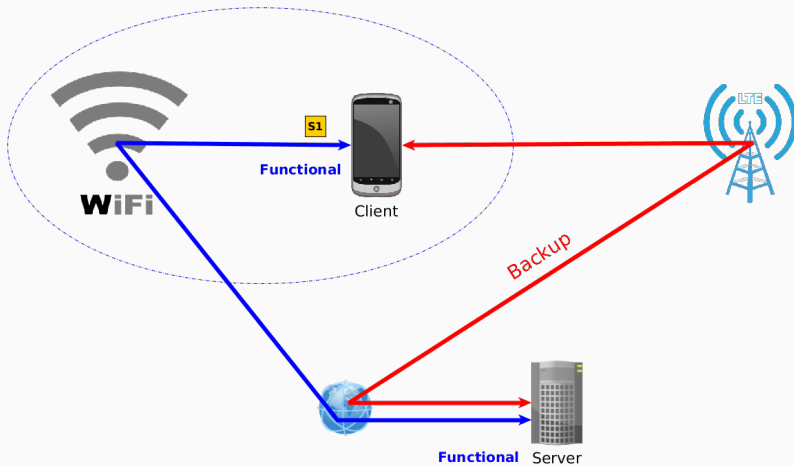 LTE
S1
Functional
WiFi
Client
Backup
Functional
Server